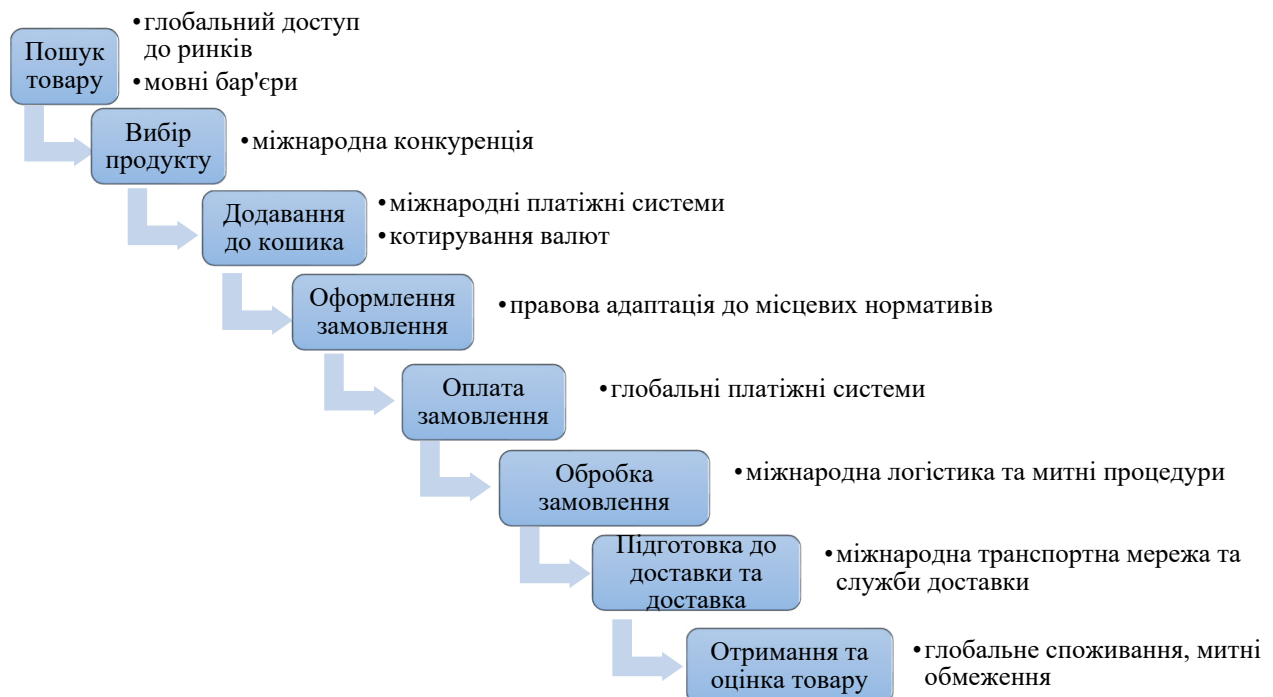 Пошук
товару
•глобальний доступ
до ринків
•мовні бар'єри
Вибір
продукту
•міжнародна конкуренція
Додавання
до кошика
•міжнародні платіжні системи
•котирування валют
Оформлення
замовлення
•правова адаптація до місцевих нормативів
Оплата
замовлення
•глобальні платіжні системи
Обробка
замовлення
•міжнародна логістика та митні процедури
Підготовка до
доставки та
доставка
•міжнародна транспортна мережа та
служби доставки
Отримання та
оцінка товару
•глобальне споживання, митні
обмеження